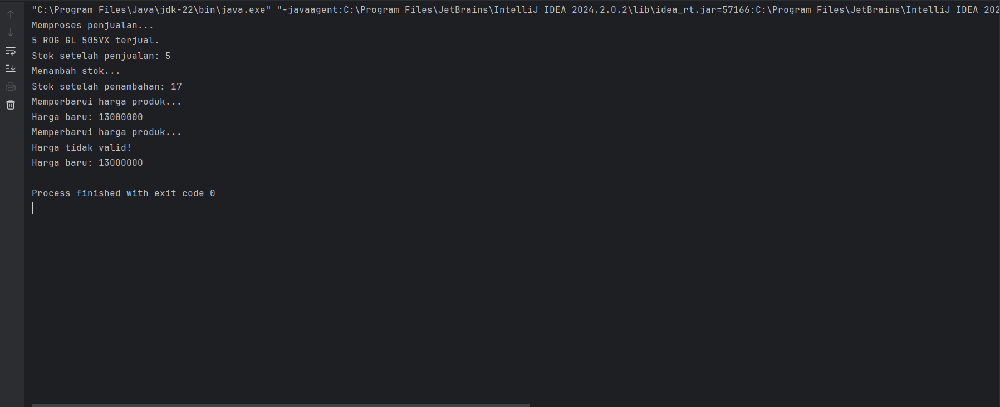 "C:\Program Files\Java\jdk-22\bin\java.exe" "-javaagent:C:\Program Files\JetBrains\IntelliJ IDEA 2024.2.0.2\lib\idea_rt.jar=57166:C:\Program Files\JetBrains\IntelliJ IDEA 202
Memproses penjualan...
5 ROG GL 505VX terjual.
Stok setelah penjualan: 5
Menambah stok...
Stok setelah penambahan: 17
Memperbarui harga produk...
Harga baru: 13000000
Memperbarui harga produk...
Harga tidak valid!
Harga baru: 13000000
Process finished with exit code 0